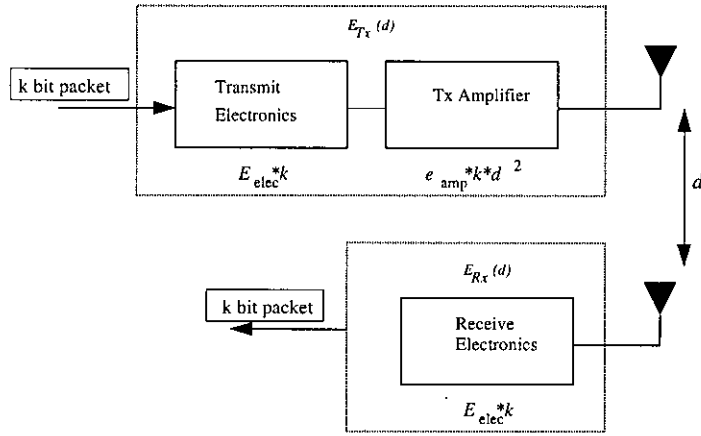 E_Tx (d)
k bit packet
Transmit
Electronics
Tx Amplifier
E_elec*k
e_amp*k*d^2
d
E_Rx (d)
k bit packet
Receive
Electronics
E_elec*k